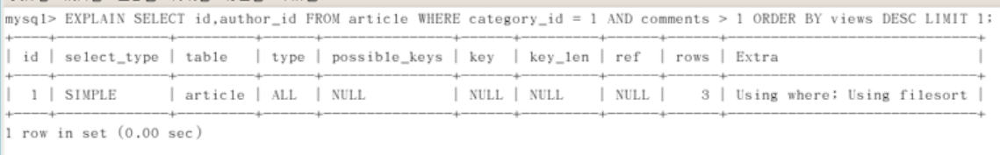 mysql> EXPLAIN SELECT id,author_id FROM article WHERE category_id = 1 AND comments > 1 ORDER BY views DESC LIMIT 1;
| id | select_type | table | type | possible_keys | key | key_len | ref | rows | Extra |
| 1 | SIMPLE | article | ALL | NULL | NULL | NULL | NULL | 3 | Using where; Using filesort |
1 row in set (0.00 sec)